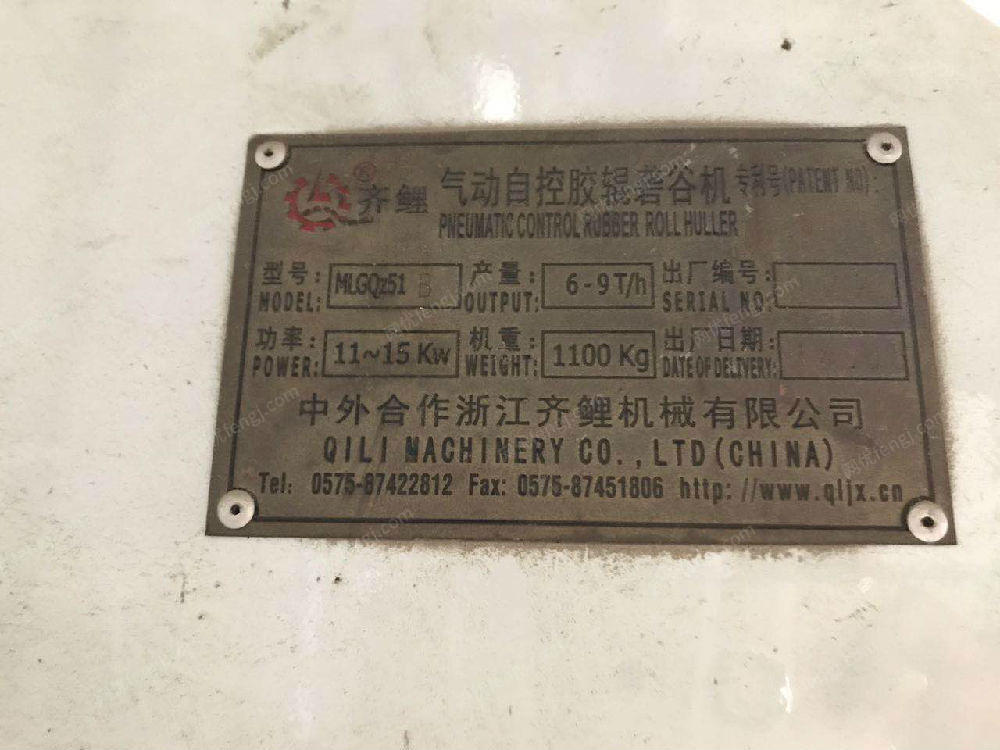 齐鲤® 气动自控胶辊砻谷机 专利号(PATENT NO):
PNEUMATIC CONTROL RUBBER ROLL HULLER
型号: MLGQz51 B 产量: 6-9T/h 出厂编号:
MODEL: OUTPUT: SERIAL NO.:
功率: 11~15 Kw 机重: 1100 Kg 出厂日期:
POWER: WEIGHT: DATE OF DELIVERY:
中外合作浙江齐鲤机械有限公司
QILI MACHINERY CO., LTD(CHINA)
Tel: 0575-87422812 Fax: 0575-87451806 http://www.qljx.cn